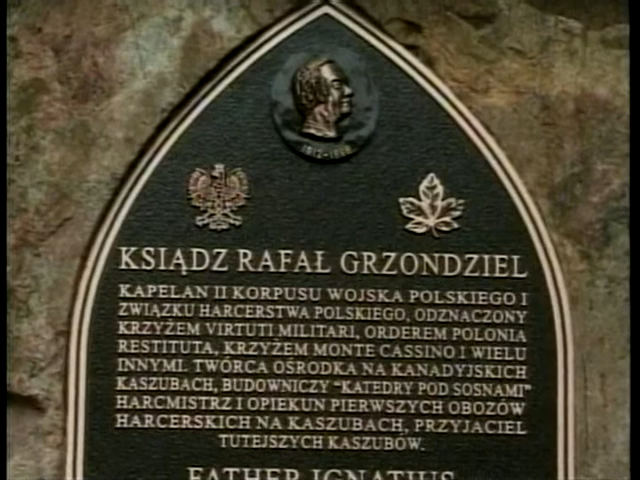 KSIĄDZ RAFAŁ GRZONDZIEL
KAPELAN II KORPUSU WOJSKA POLSKIEGO I
ZWIĄZKU HARCERSTWA POLSKIEGO, ODZNACZONY
KRZYŻEM VIRTUTI MILITARI, ORDEREM POLONIA
RESTITUTA, KRZYŻEM MONTE CASSINO I WIELU
INNYMI. TWÓRCA OŚRODKA NA KANADYJSKICH
KASZUBACH, BUDOWNICZY "KATEDRY POD SOSNAMI"
HARCMISTRZ I OPIEKUN PIERWSZYCH OBOZÓW
HARCERSKICH NA KASZUBACH, PRZYJACIEL
TUTEJSZYCH KASZUBÓW.
FATHER IGNATIUS